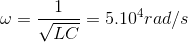 ω = 1/√LC = 5.10⁴rad/s